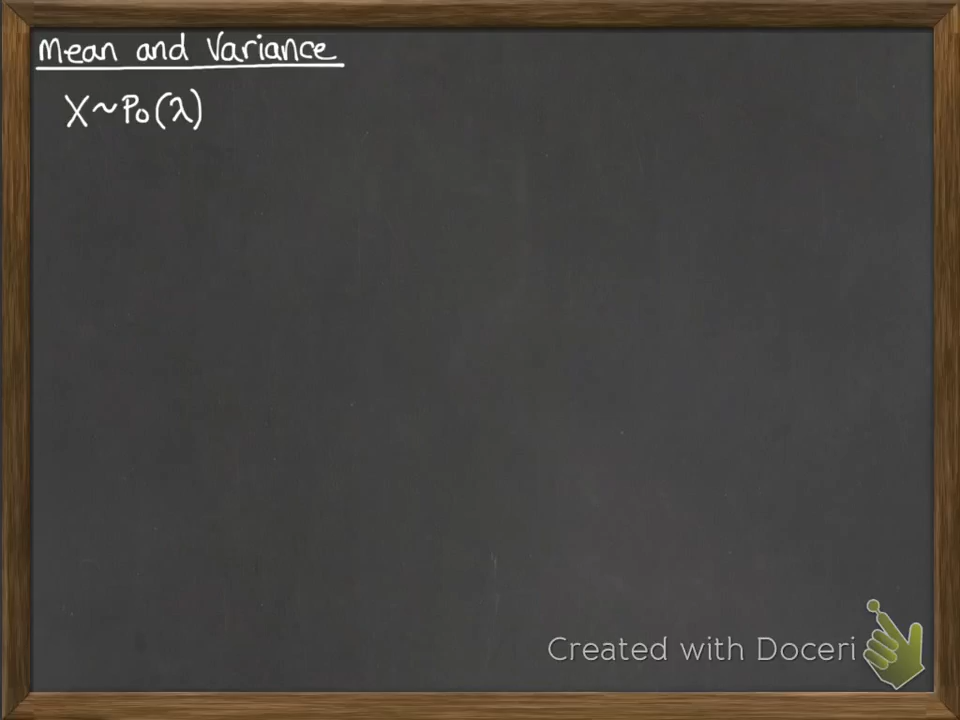 Mean and Variance
X~Po(λ)
Created with Doceri